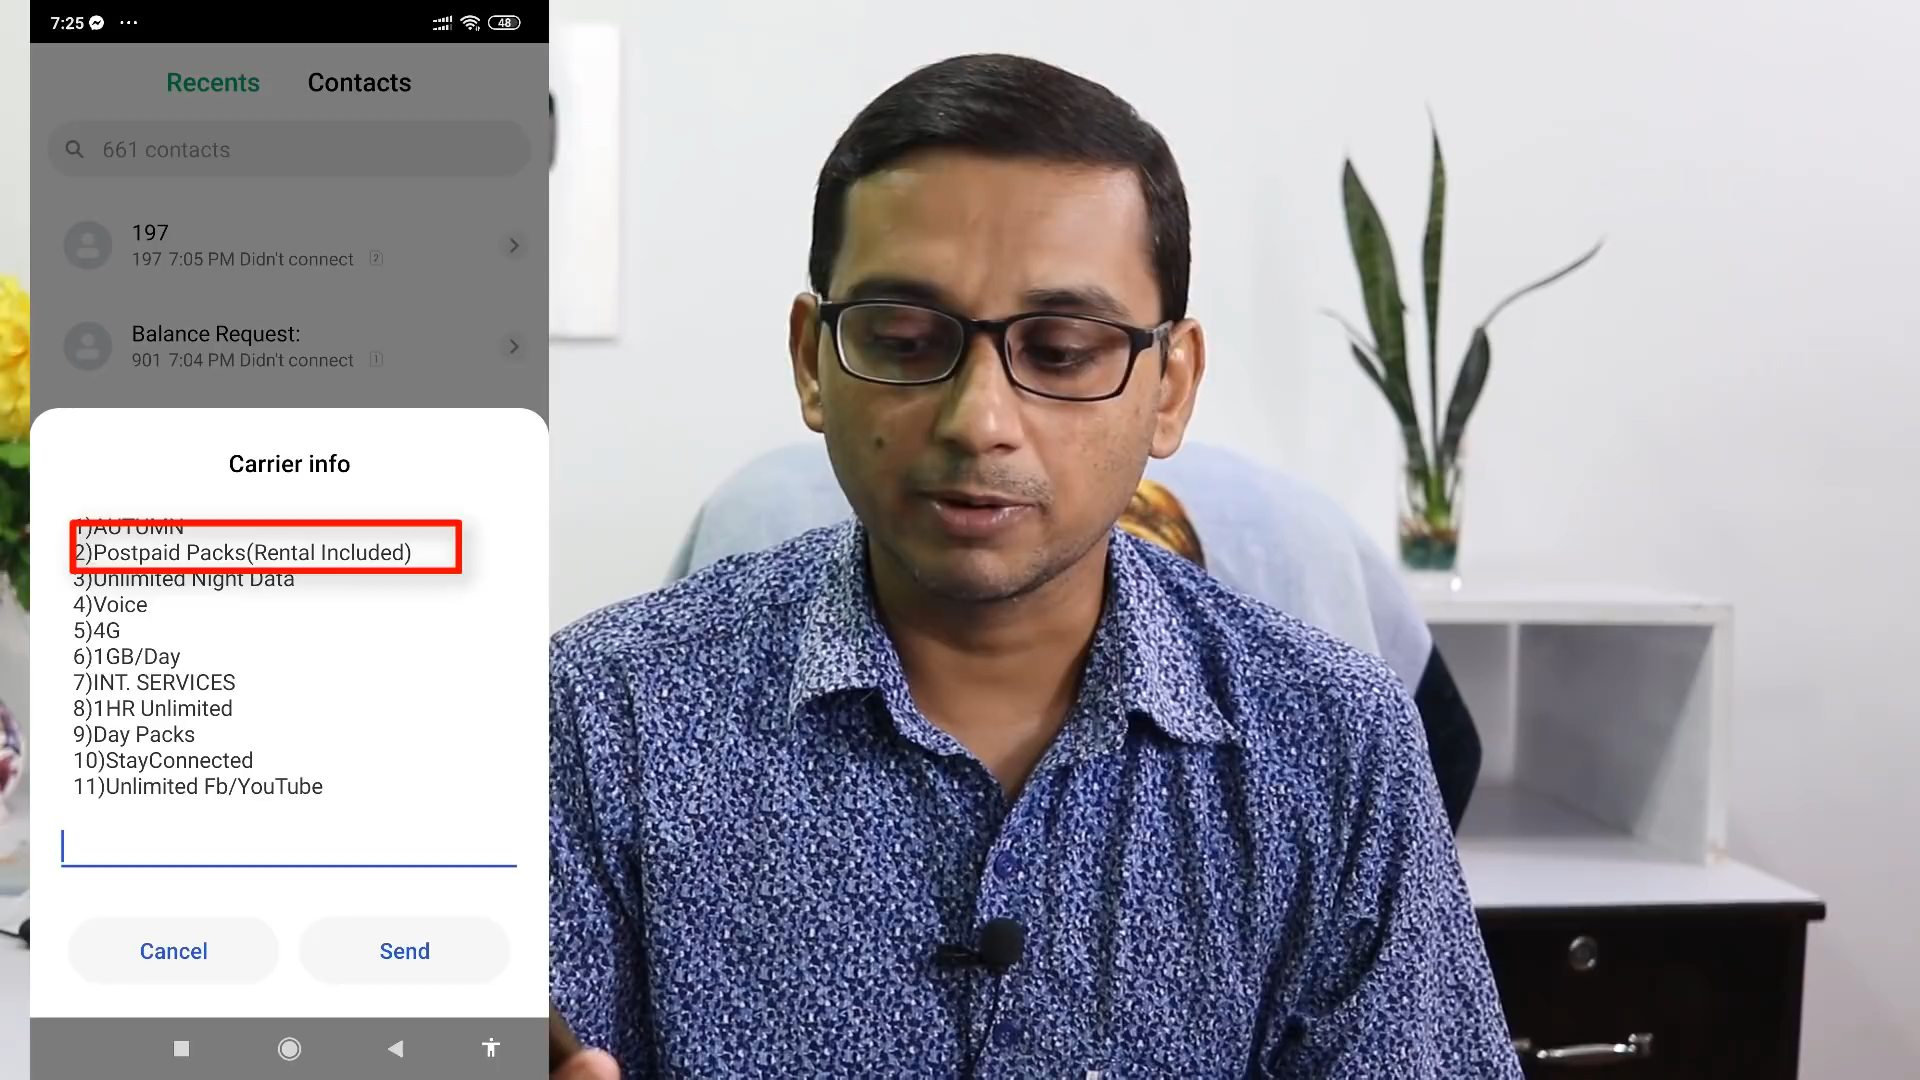 7:25 ... 48
Recents Contacts
661 contacts
197
197 7:05 PM Didn't connect 2
Balance Request:
901 7:04 PM Didn't connect 1
Carrier info
1)AUTUMN
2)Postpaid Packs(Rental Included)
3)Unlimited Night Data
4)Voice
5)4G
6)1GB/Day
7)INT. SERVICES
8)1HR Unlimited
9)Day Packs
10)StayConnected
11)Unlimited Fb/YouTube
Cancel Send